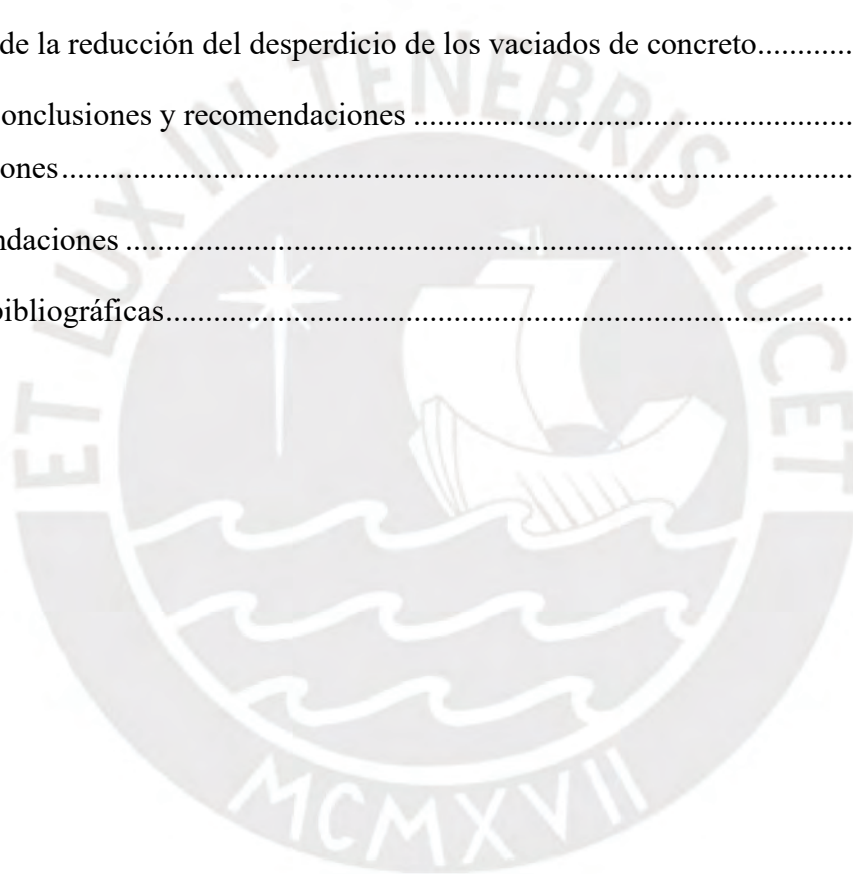 de la reducción del desperdicio de los vaciados de concreto............
onclusiones y recomendaciones .......................................................
ones....................................................................................................
ndaciones ...........................................................................................
bibliográficas......................................................................................
ET LUX IN TENEBRIS LUCET
MCMXVII